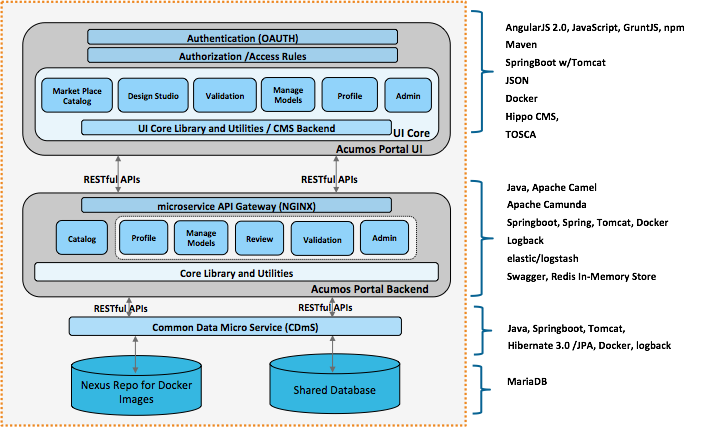 Authentication (OAUTH)
Authorization /Access Rules
Market Place
Catalog
Design Studio
Validation
Manage
Models
Profile
Admin
UI Core Library and Utilities / CMS Backend
UI Core
Acumos Portal UI
RESTful APIs
RESTful APIs
microservice API Gateway (NGINX)
Catalog
Profile
Manage
Models
Review
Validation
Admin
Core Library and Utilities
Acumos Portal Backend
RESTful APIs
RESTful APIs
Common Data Micro Service (CDmS)
Nexus Repo for Docker
Images
Shared Database
AngularJS 2.0, JavaScript, GruntJS, npm
Maven
SpringBoot w/Tomcat
JSON
Docker
Hippo CMS,
TOSCA
Java, Apache Camel
Apache Camunda
Springboot, Spring, Tomcat, Docker
Logback
elastic/logstash
Swagger, Redis In-Memory Store
Java, Springboot, Tomcat,
Hibernate 3.0 /JPA, Docker, logback
MariaDB